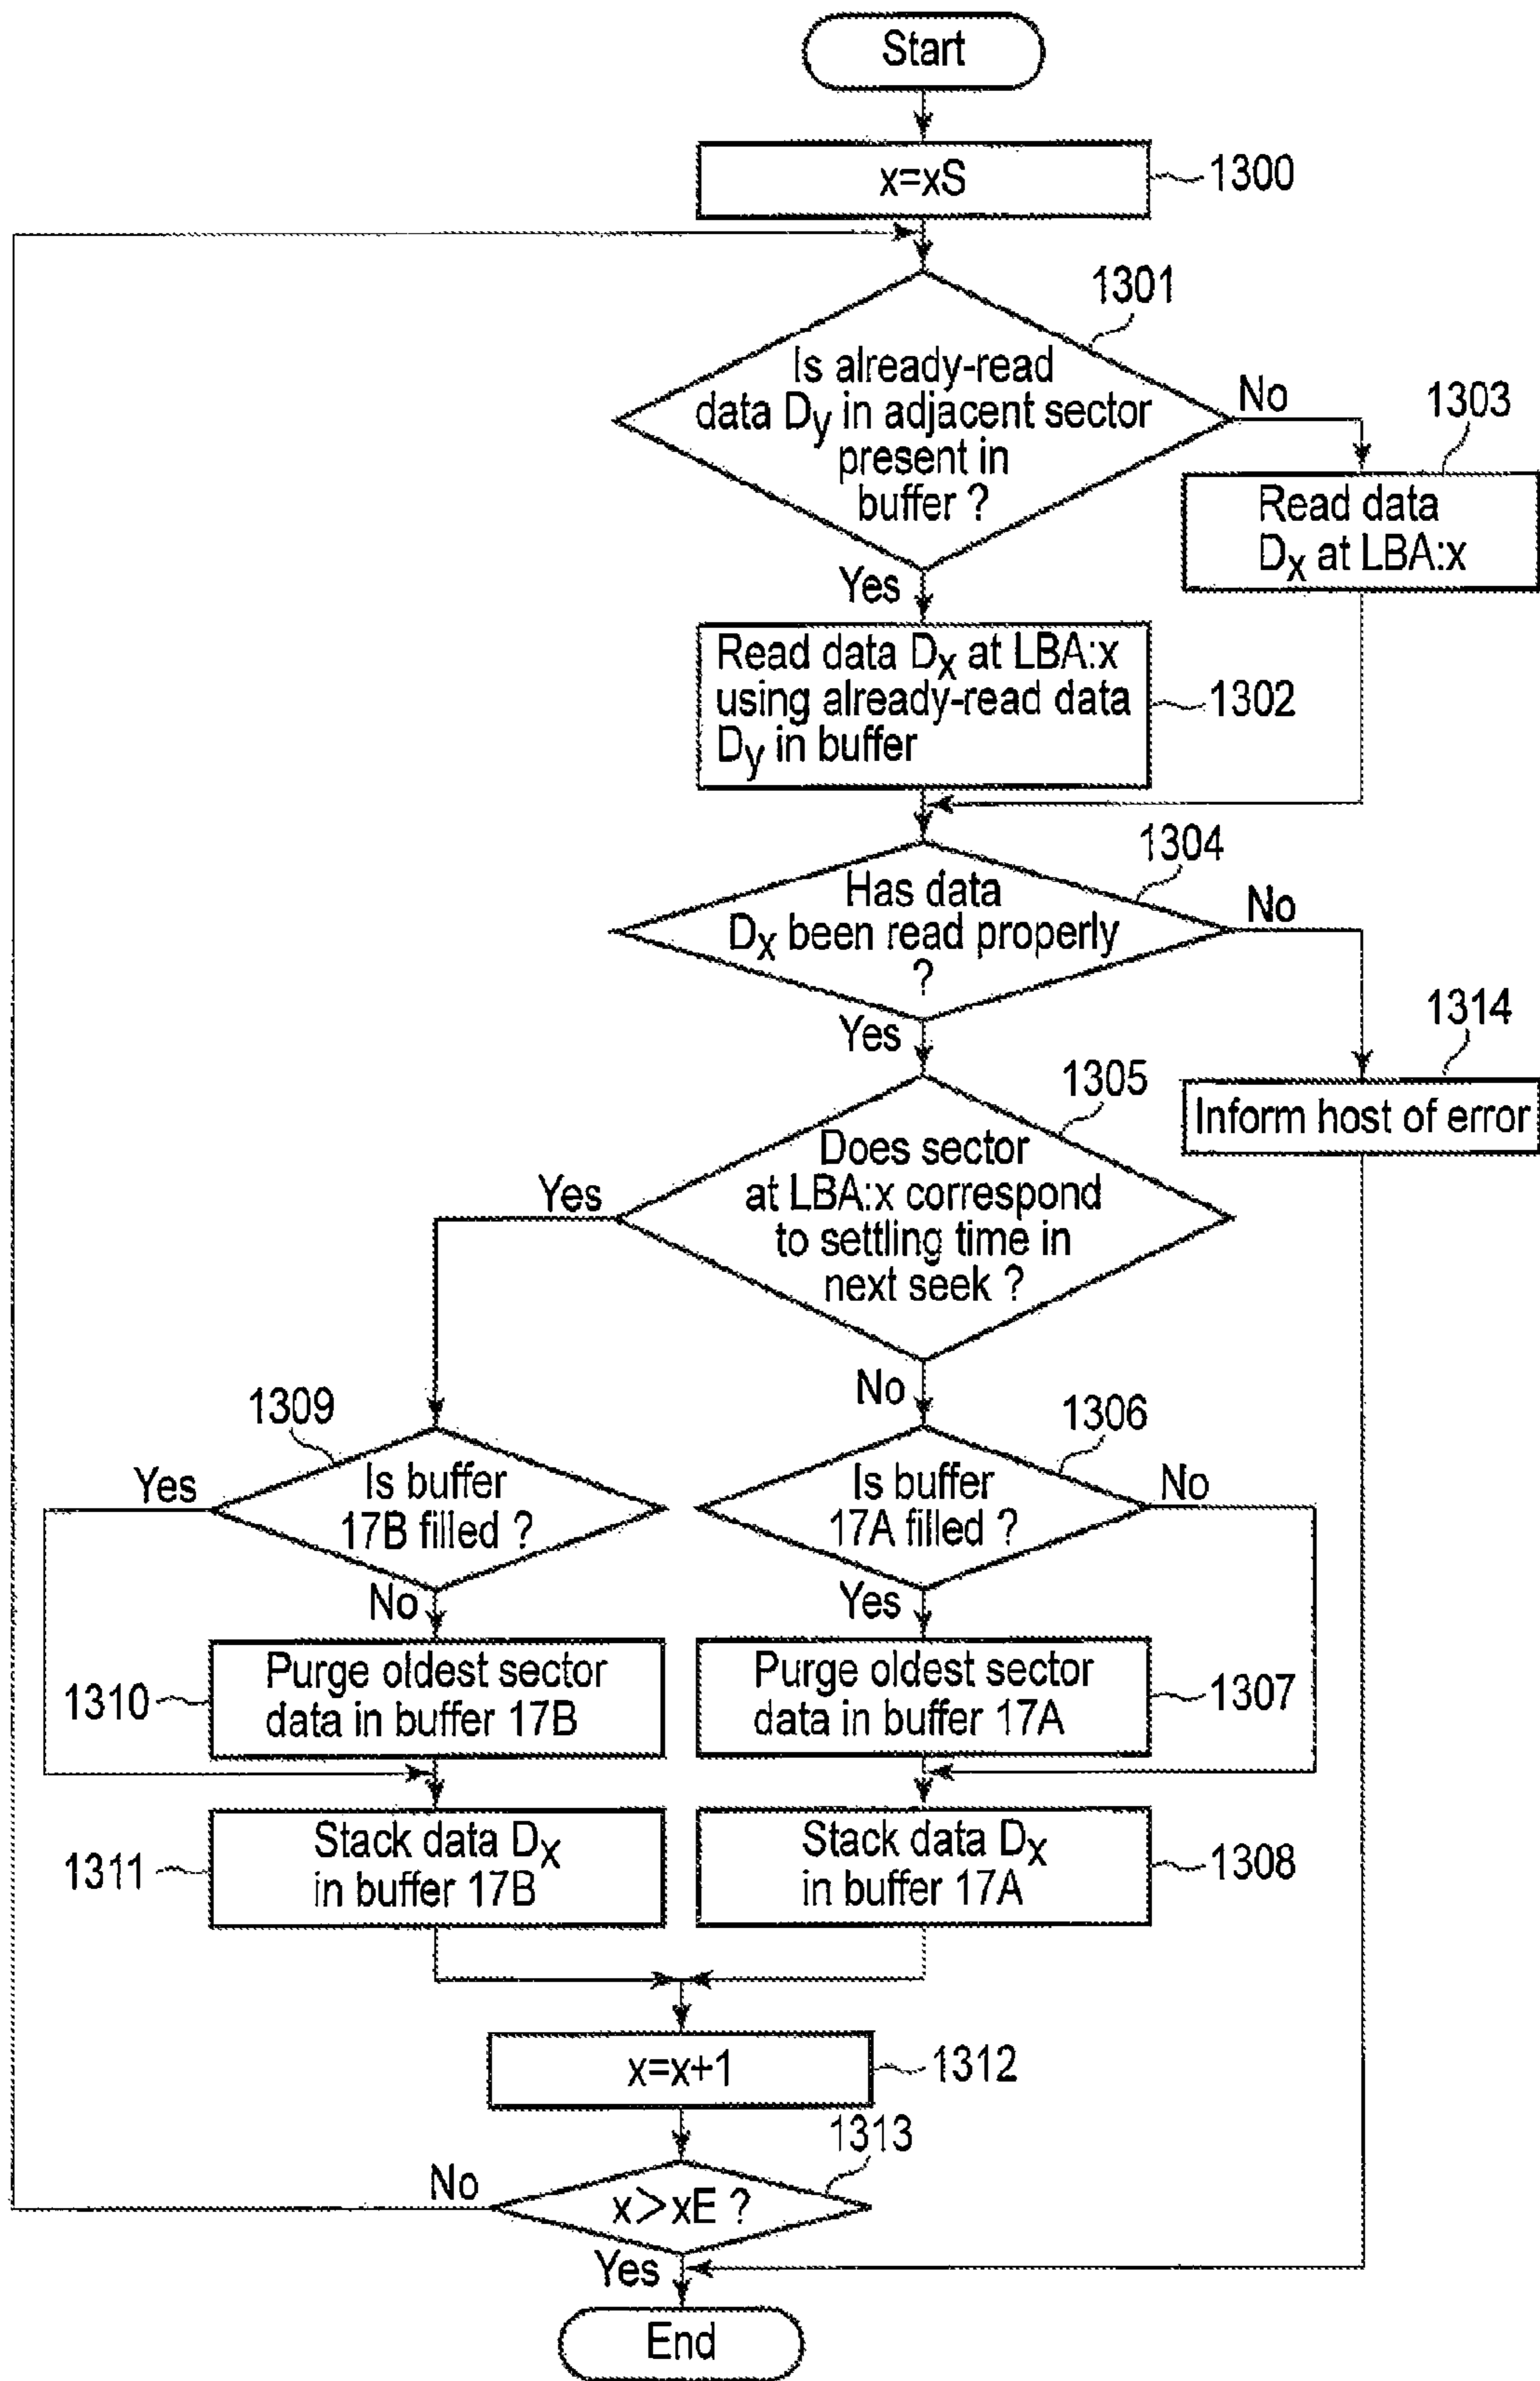 Start
x=xS
1300
1301
Is already-read
data Dy in adjacent sector
present in
buffer ?
No
1303
Read data
Dx at LBA:x
Yes
Read data Dx at LBA:x
using already-read data
Dy in buffer
1302
1304
Has data
Dx been read properly
?
No
Yes
1314
Inform host of error
1305
Does sector
at LBA:x correspond
to settling time in
next seek ?
Yes
No
1309
Is buffer
17B filled ?
Yes
No
1306
Is buffer
17A filled ?
No
Yes
1310
Purge oldest sector
data in buffer 17B
Purge oldest sector
data in buffer 17A
1307
1311
Stack data Dx
in buffer 17B
Stack data Dx
in buffer 17A
1308
x=x+1
1312
1313
x>xE ?
No
Yes
End